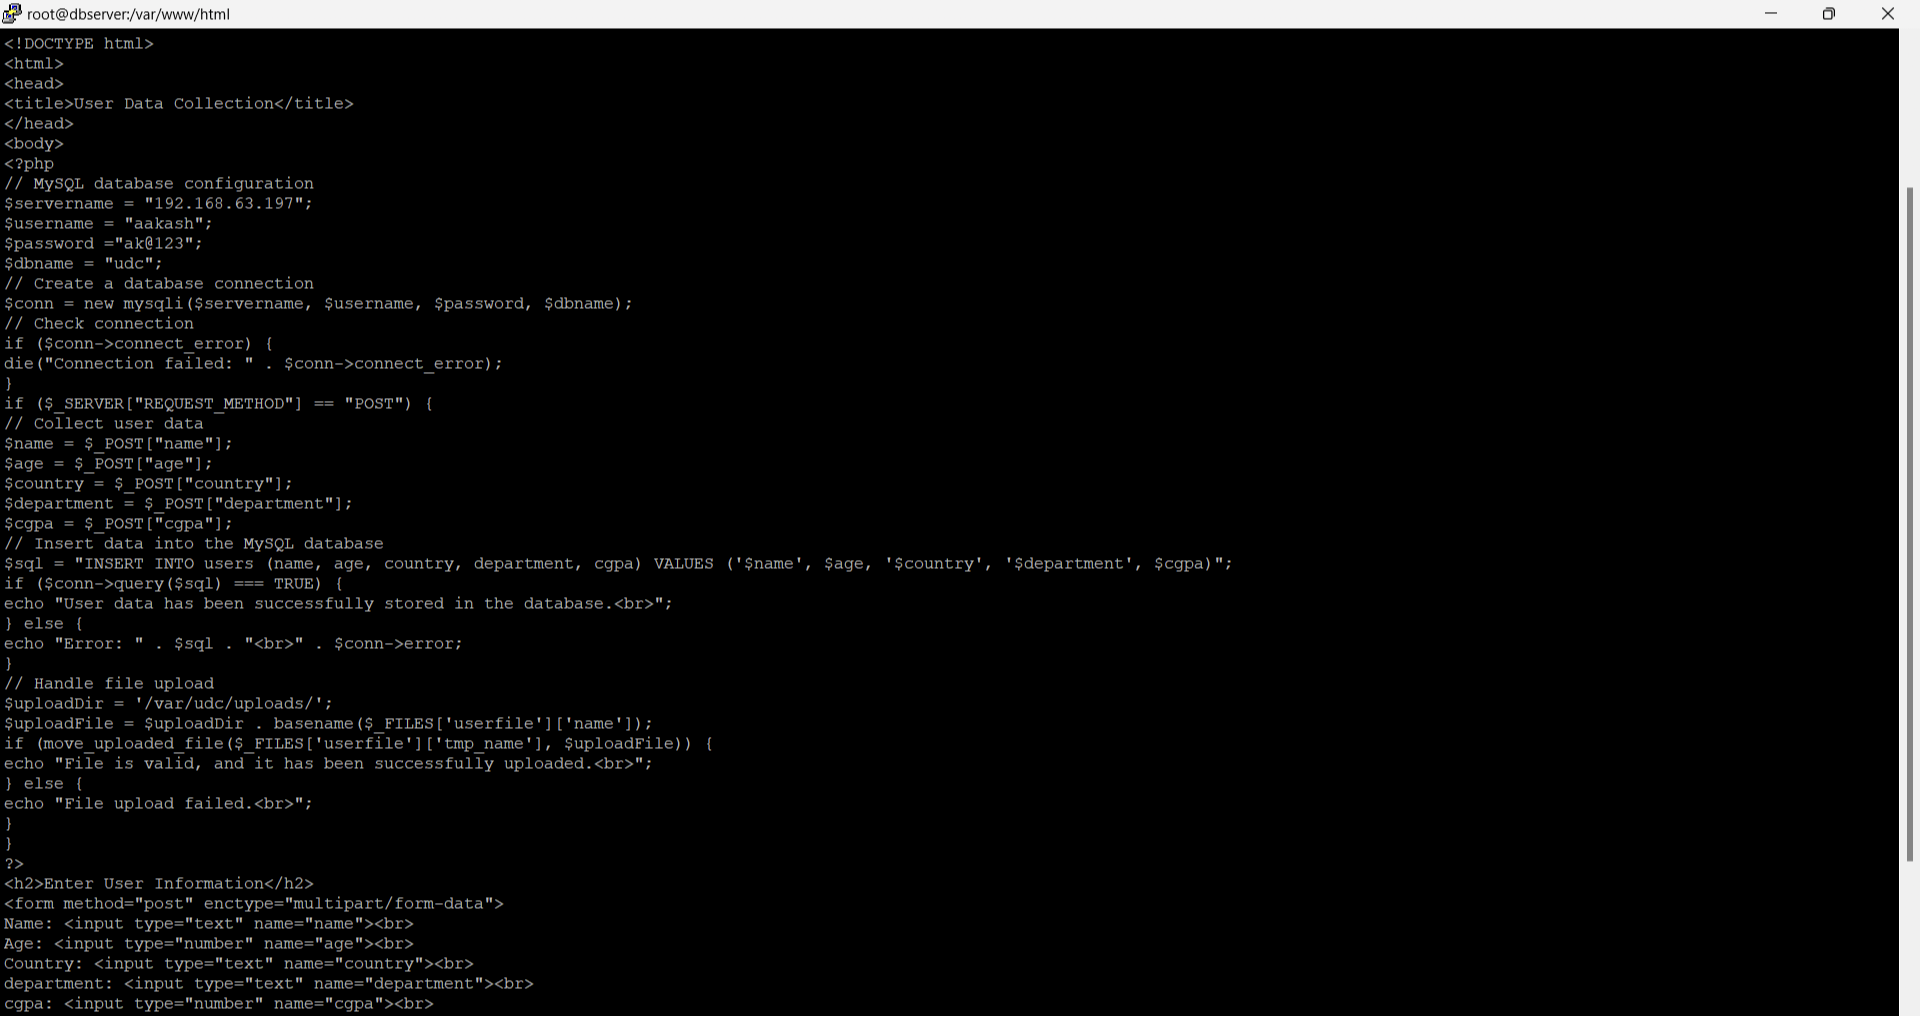 root@dbserver:/var/www/html
<!DOCTYPE html>
<html>
<head>
<title>User Data Collection</title>
</head>
<body>
<?php
// MySQL database configuration
$servername = "192.168.63.197";
$username = "aakash";
$password ="ak@123";
$dbname = "udc";
// Create a database connection
$conn = new mysqli($servername, $username, $password, $dbname);
// Check connection
if ($conn->connect_error) {
die("Connection failed: " . $conn->connect_error);
}
if ($_SERVER["REQUEST_METHOD"] == "POST") {
// Collect user data
$name = $_POST["name"];
$age = $_POST["age"];
$country = $_POST["country"];
$department = $_POST["department"];
$cgpa = $_POST["cgpa"];
// Insert data into the MySQL database
$sql = "INSERT INTO users (name, age, country, department, cgpa) VALUES ('$name', $age, '$country', '$department', $cgpa)";
if ($conn->query($sql) === TRUE) {
echo "User data has been successfully stored in the database.<br>";
} else {
echo "Error: " . $sql . "<br>" . $conn->error;
}
// Handle file upload
$uploadDir = '/var/udc/uploads/';
$uploadFile = $uploadDir . basename($_FILES['userfile']['name']);
if (move_uploaded_file($_FILES['userfile']['tmp_name'], $uploadFile)) {
echo "File is valid, and it has been successfully uploaded.<br>";
} else {
echo "File upload failed.<br>";
}
}
?>
<h2>Enter User Information</h2>
<form method="post" enctype="multipart/form-data">
Name: <input type="text" name="name"><br>
Age: <input type="number" name="age"><br>
Country: <input type="text" name="country"><br>
department: <input type="text" name="department"><br>
cgpa: <input type="number" name="cgpa"><br>